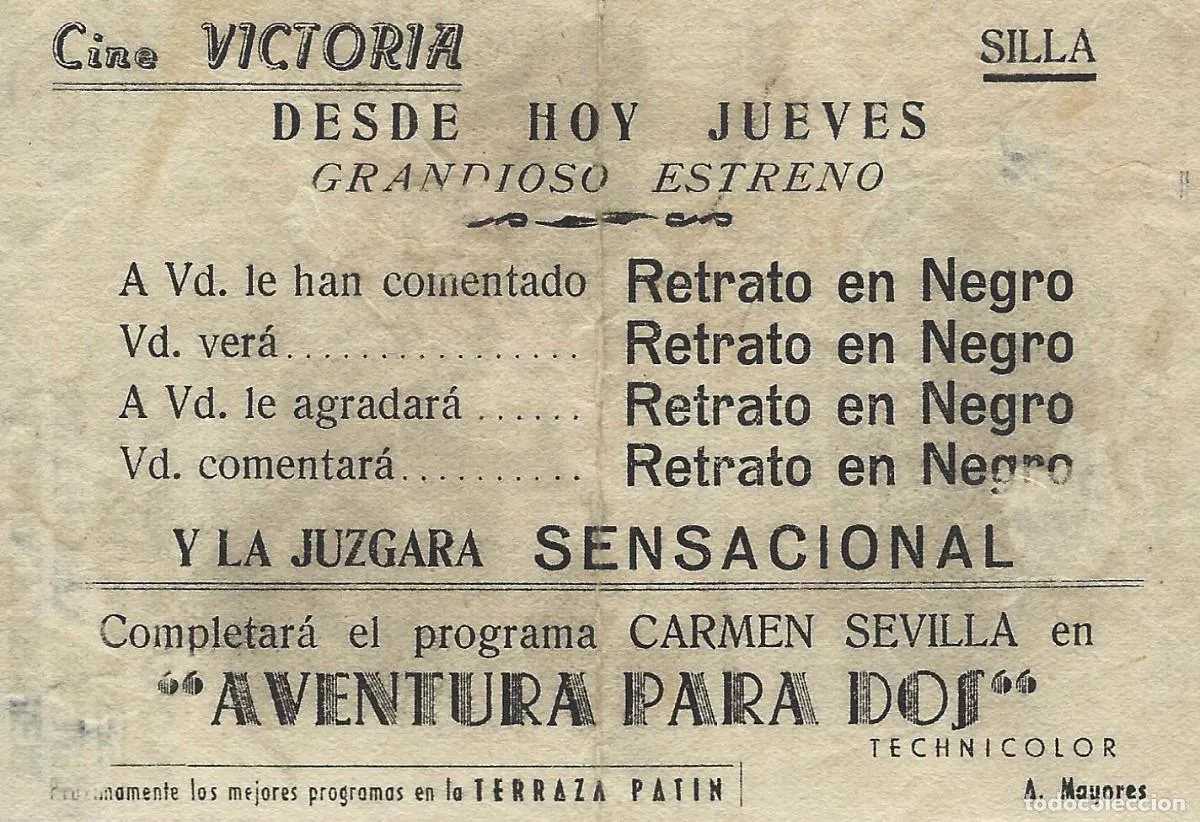 Cine VICTORIA
SILLA
DESDE HOY JUEVES
GRANDIOSO ESTRENO
A Vd. le han comentado Retrato en Negro
Vd. verá................ Retrato en Negro
A Vd. le agradará...... Retrato en Negro
Vd. comentará.......... Retrato en Negro
Y LA JUZGARA SENSACIONAL
Completará el programa CARMEN SEVILLA en
““AVENTURA PARA DOS““
TECHNICOLOR
Próximamente los mejores programas en la TERRAZA PATIN
A. Mayores
todocoleccion